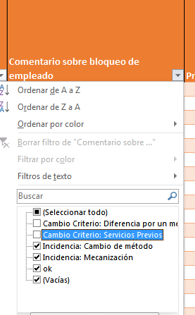 Comentario sobre bloqueo de
empleado
Ordenar de A a Z
Ordenar de Z a A
Ordenar por color
Borrar filtro de "Comentario sobre ..."
Filtrar por color
Filtros de texto
Buscar
(Seleccionar todo)
Cambio Criterio: Diferencia por un me
Cambio Criterio: Servicios Previos
Incidencia: Cambio de método
Incidencia: Mecanización
ok
(Vacías)